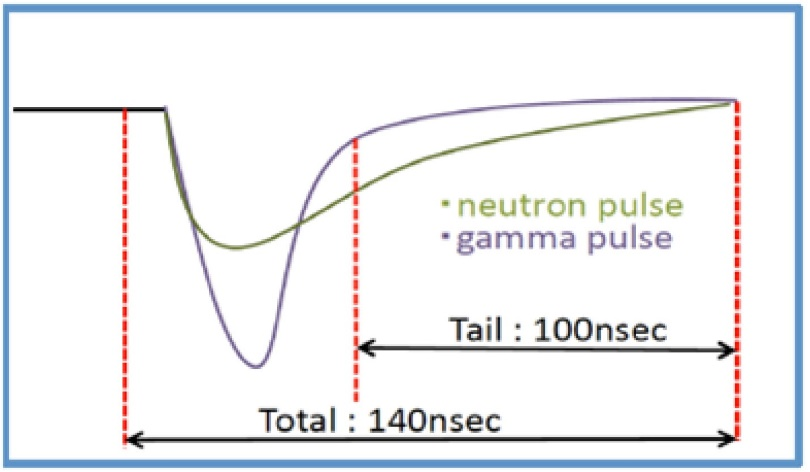 ・neutron pulse
・gamma pulse
Tail : 100nsec
Total : 140nsec